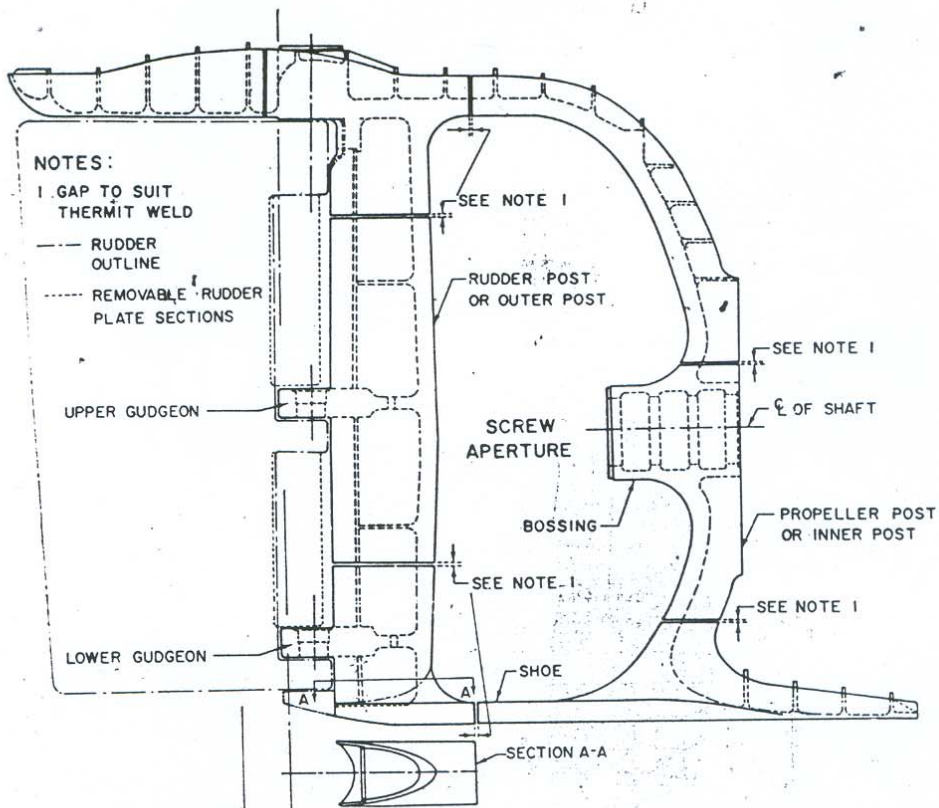 NOTES:
1. GAP TO SUIT
THERMIT WELD
RUDDER
OUTLINE
REMOVABLE RUDDER
PLATE SECTIONS
SEE NOTE 1
RUDDER POST
OR OUTER POST
SEE NOTE 1
UPPER GUDGEON
SCREW
APERTURE
℄ OF SHAFT
BOSSING
PROPELLER POST
OR INNER POST
SEE NOTE 1
SEE NOTE 1
LOWER GUDGEON
SHOE
A
A
SECTION A-A